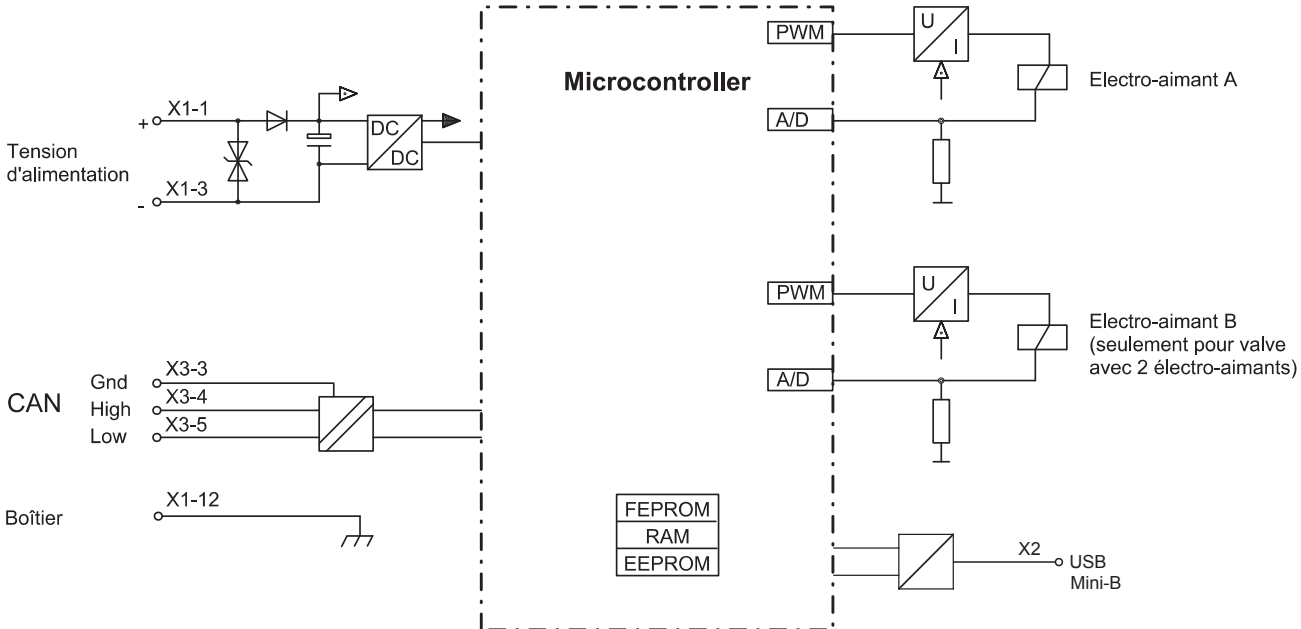 Microcontroller
+
X1-1
Tension
d'alimentation
-
X1-3
DC
DC
CAN
Gnd
X3-3
High
X3-4
Low
X3-5
Boîtier
X1-12
FEPROM
RAM
EEPROM
PWM
U
I
Electro-aimant A
A/D
PWM
U
I
Electro-aimant B
(seulement pour valve
avec 2 électro-aimants)
A/D
X2
USB
Mini-B